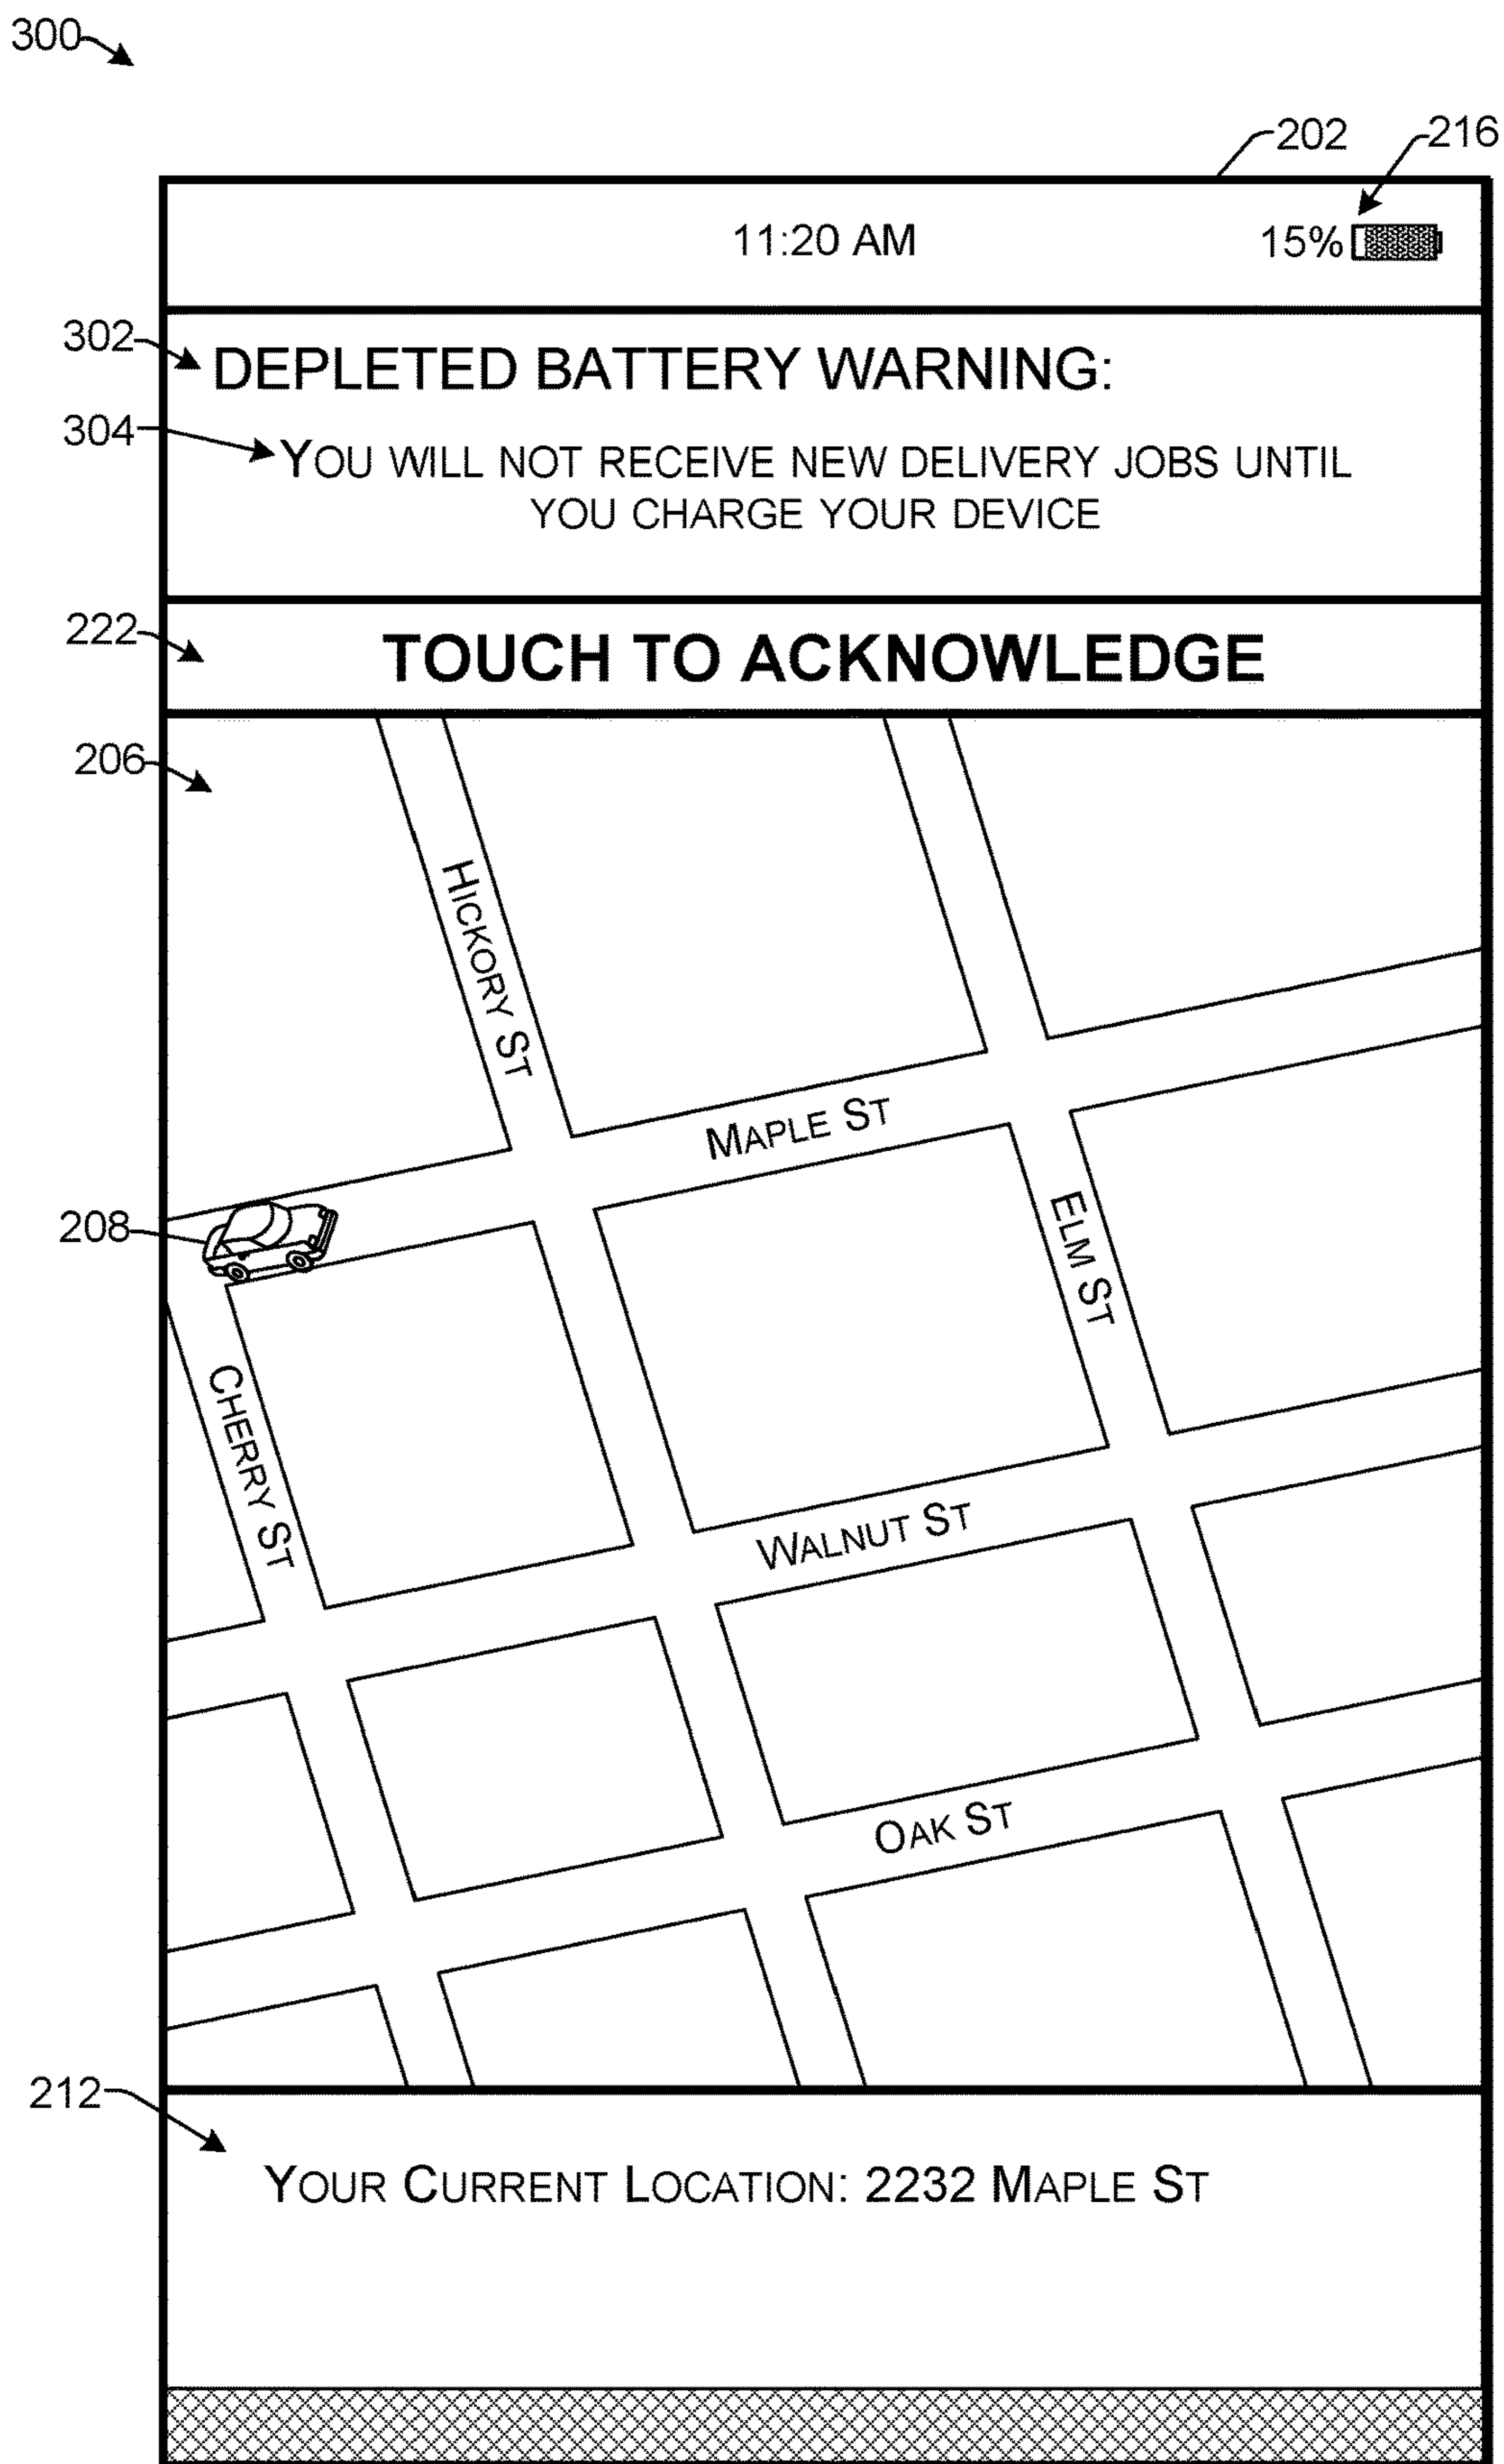 300
202
216
11:20 AM
15%
302
DEPLETED BATTERY WARNING:
304
YOU WILL NOT RECEIVE NEW DELIVERY JOBS UNTIL
YOU CHARGE YOUR DEVICE
222
TOUCH TO ACKNOWLEDGE
206
HICKORY ST
MAPLE ST
208
ELM ST
CHERRY ST
WALNUT ST
OAK ST
212
YOUR CURRENT LOCATION: 2232 MAPLE ST